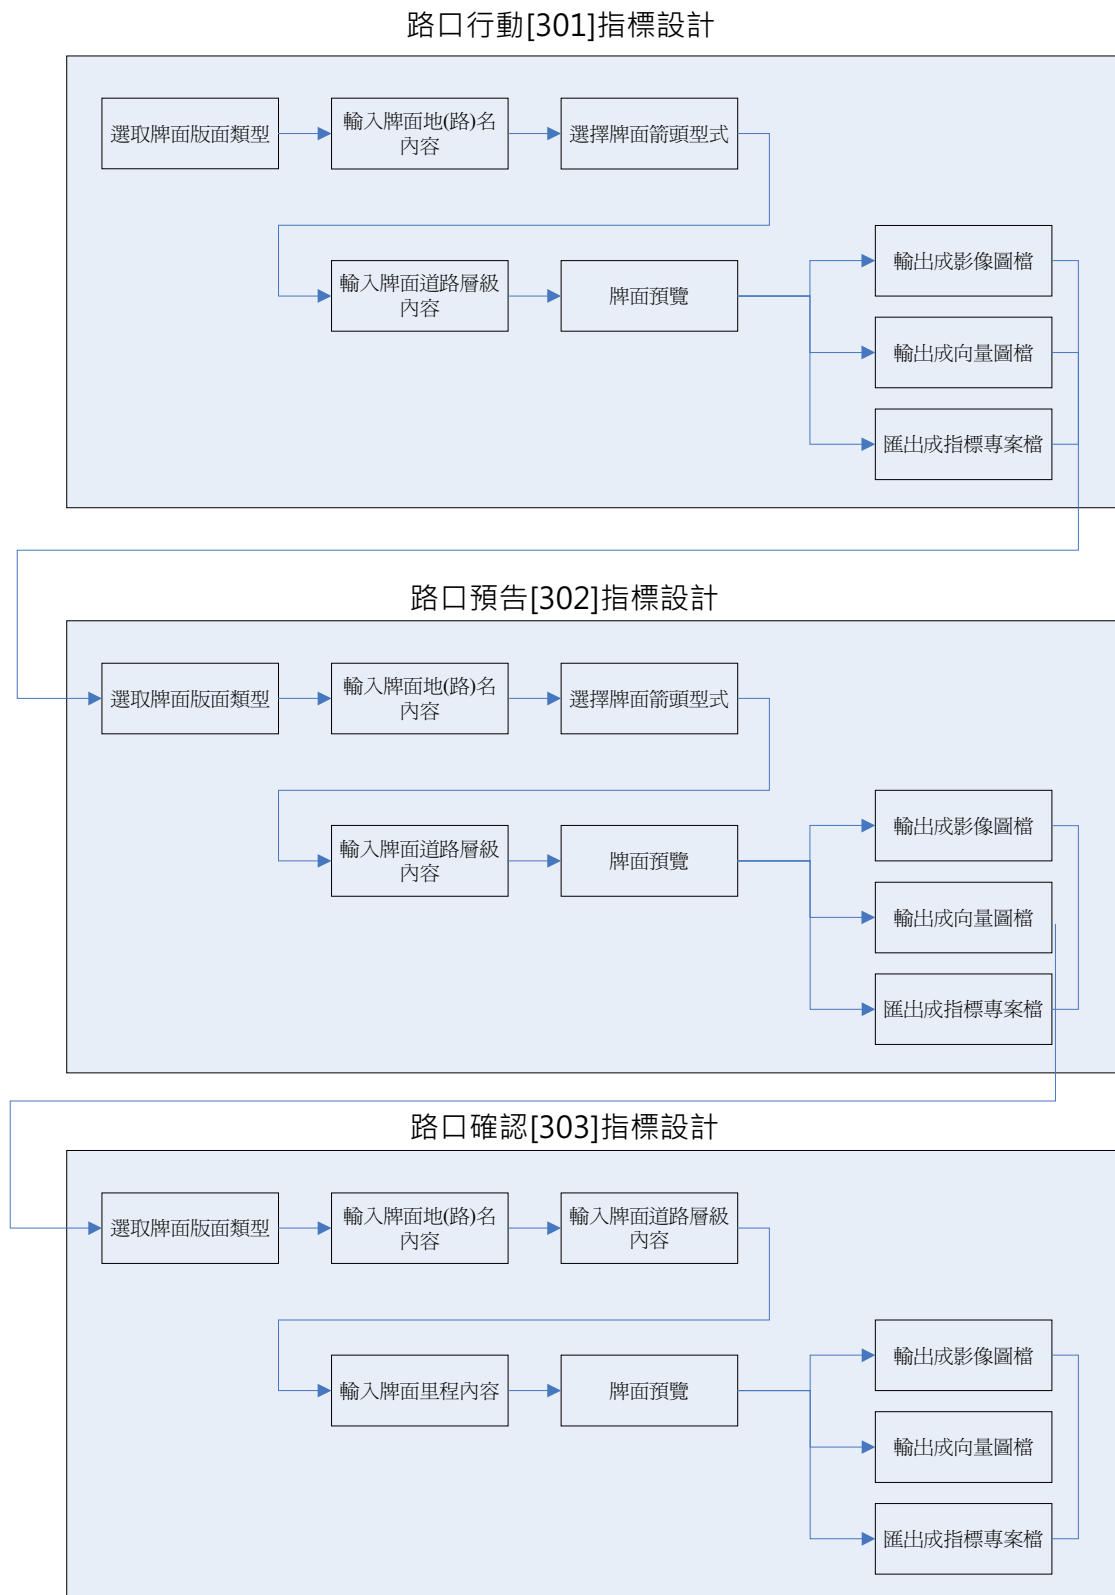 路口行動[301]指標設計
選取牌面版面類型
輸入牌面地(路)名
內容
選擇牌面箭頭型式
輸入牌面道路層級
內容
牌面預覽
輸出成影像圖檔
輸出成向量圖檔
匯出成指標專案檔
路口預告[302]指標設計
選取牌面版面類型
輸入牌面地(路)名
內容
選擇牌面箭頭型式
輸入牌面道路層級
內容
牌面預覽
輸出成影像圖檔
輸出成向量圖檔
匯出成指標專案檔
路口確認[303]指標設計
選取牌面版面類型
輸入牌面地(路)名
內容
輸入牌面道路層級
內容
輸入牌面里程內容
牌面預覽
輸出成影像圖檔
輸出成向量圖檔
匯出成指標專案檔